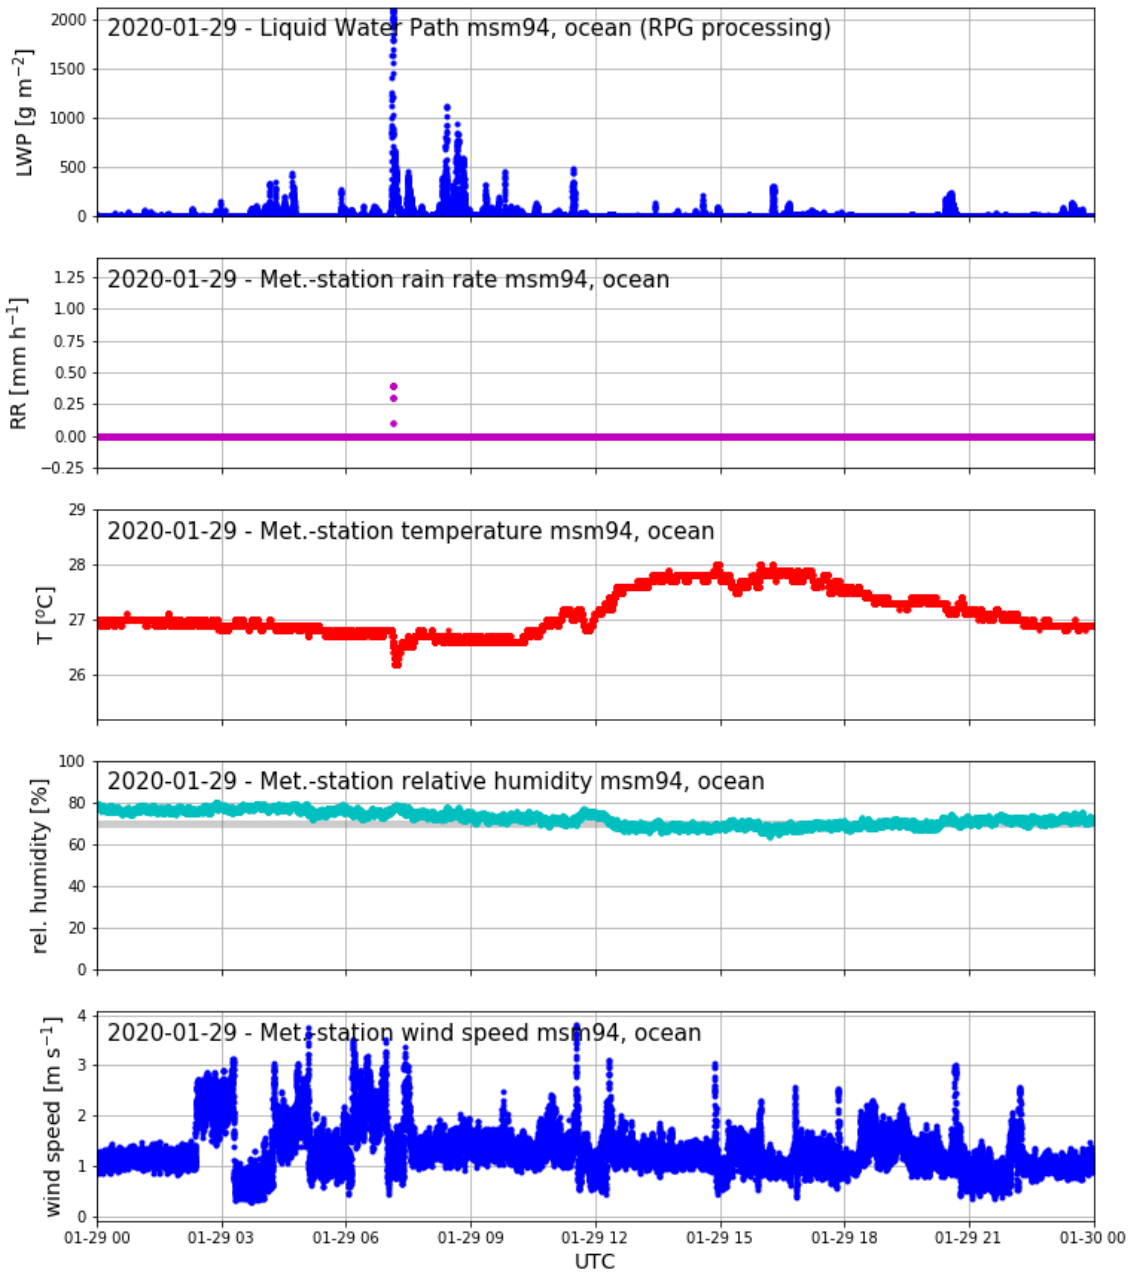 2020-01-29 - Liquid Water Path msm94, ocean (RPG processing)
LWP [g m⁻²]
2000
1500
1000
500
0
2020-01-29 - Met.-station rain rate msm94, ocean
RR [mm h⁻¹]
1.25
1.00
0.75
0.50
0.25
0.00
−0.25
2020-01-29 - Met.-station temperature msm94, ocean
T [°C]
29
28
27
26
2020-01-29 - Met.-station relative humidity msm94, ocean
rel. humidity [%]
100
80
60
40
20
0
2020-01-29 - Met.-station wind speed msm94, ocean
wind speed [m s⁻¹]
4
3
2
1
0
01-29 00 01-29 03 01-29 06 01-29 09 01-29 12 01-29 15 01-29 18 01-29 21 01-30 00
UTC